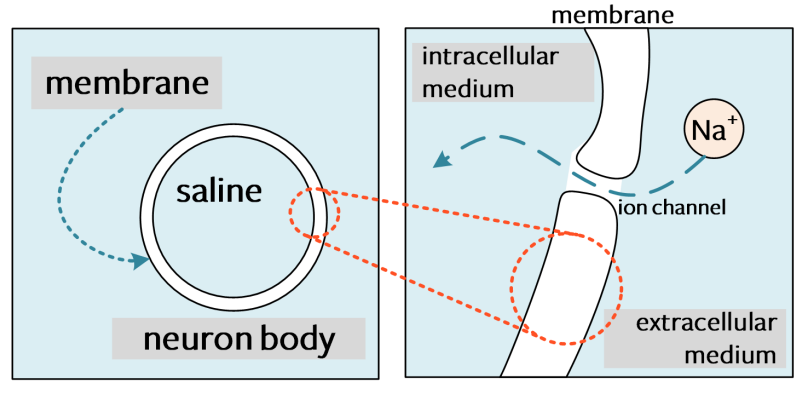 membrane
saline
neuron body
membrane
intracellular
medium
Na⁺
ion channel
extracellular
medium